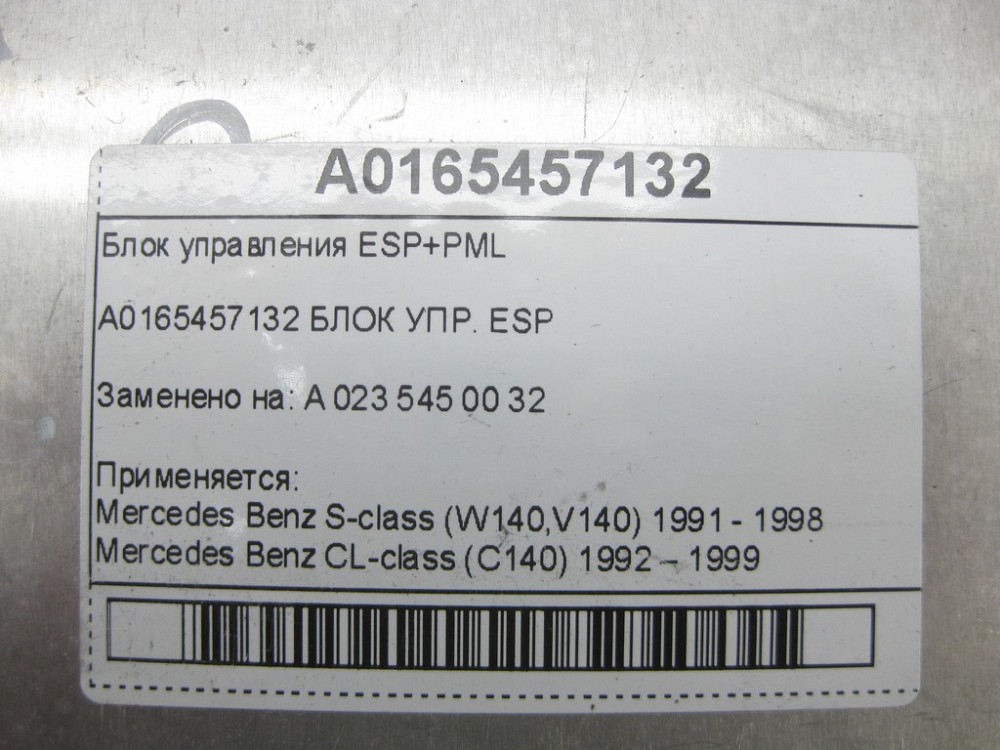 A0165457132
Блок управления ESP+PML
A0165457132 БЛОК УПР. ESP
Заменено на: A 023 545 00 32
Применяется:
Mercedes Benz S-class (W140,V140) 1991 - 1998
Mercedes Benz CL-class (C140) 1992 – 1999